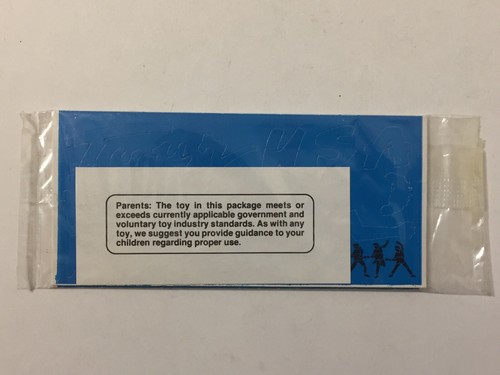 Parents: The toy in this package meets or
exceeds currently applicable government and
voluntary toy industry standards. As with any
toy, we suggest you provide guidance to your
children regarding proper use.